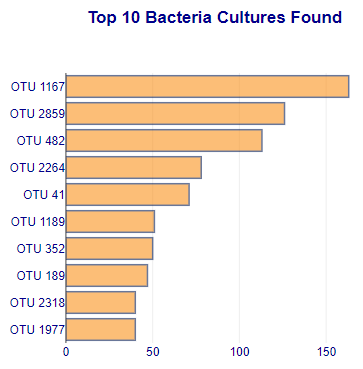 Top 10 Bacteria Cultures Found
OTU 1167
OTU 2859
OTU 482
OTU 2264
OTU 41
OTU 1189
OTU 352
OTU 189
OTU 2318
OTU 1977
0 50 100 150